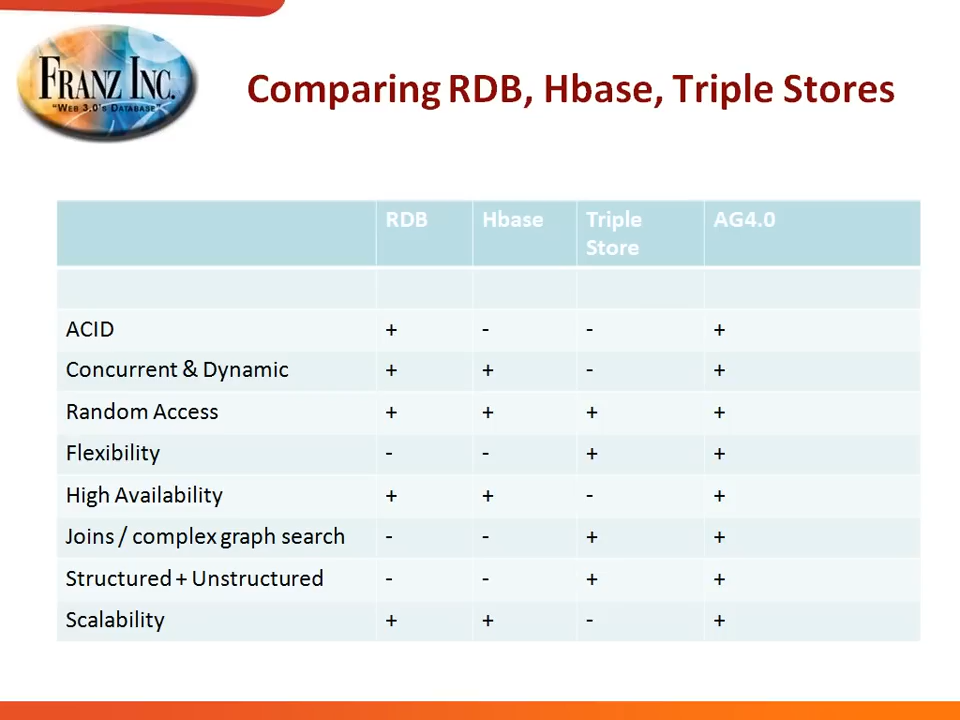 FRANZ INC.
"WEB 3.0'S DATABASE"
Comparing RDB, Hbase, Triple Stores
RDB Hbase Triple Store AG4.0
ACID + - - +
Concurrent & Dynamic + + - +
Random Access + + + +
Flexibility - - + +
High Availability + + - +
Joins / complex graph search - - + +
Structured + Unstructured - - + +
Scalability + + - +